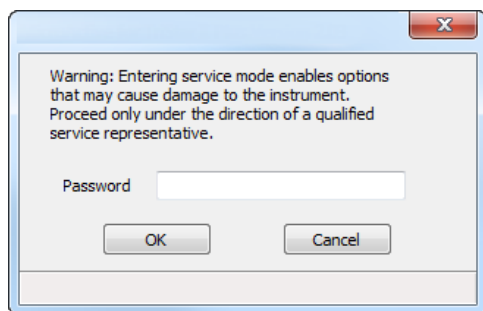 Warning: Entering service mode enables options
that may cause damage to the instrument.
Proceed only under the direction of a qualified
service representative.
Password
OK
Cancel